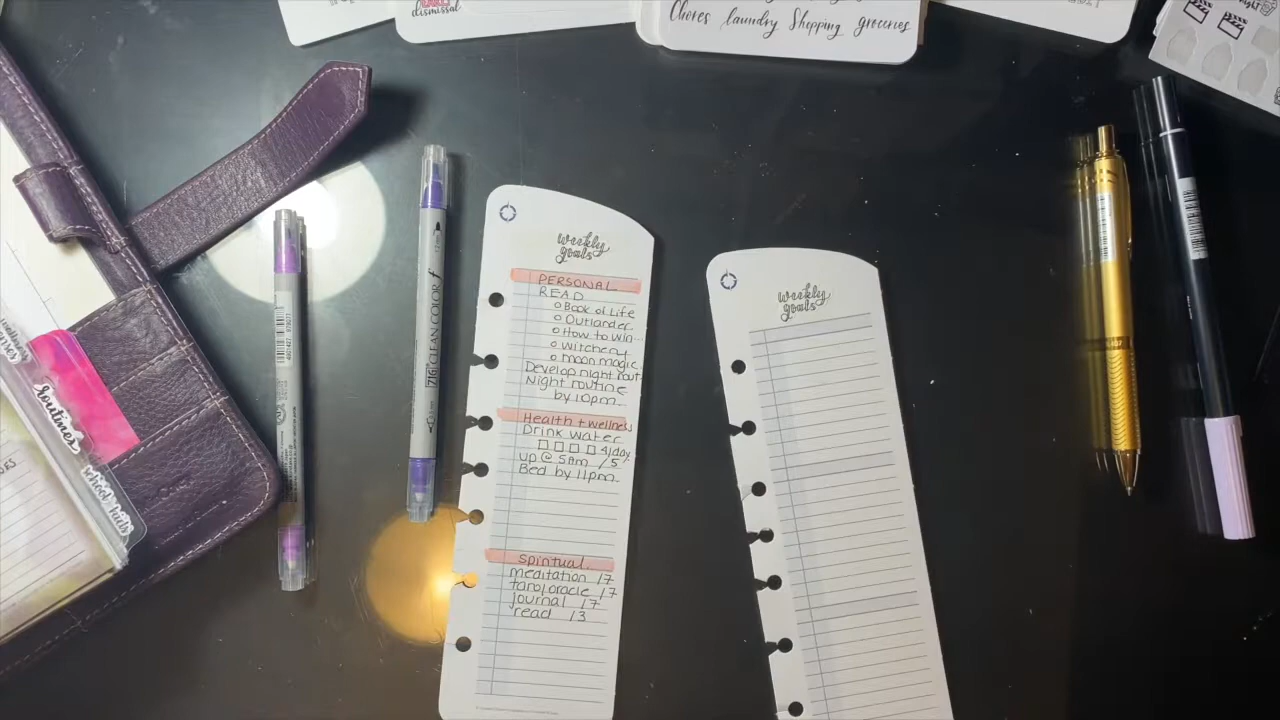 dismissal
Chores laundry Shopping groceries
weekly
goals
PERSONAL
READ
Book of Life
Outlander
How to win...
witchery
moon magic
Develop night rout
Night routine
by 10pm
Health + wellness
Drink water
4/day
up @ 5am /5
Bed by 11pm
Spiritual
meditation /7
tarot oracle /7
journal /7
read /3
weekly
goals
routines
ZIG CLEAN COLOR f